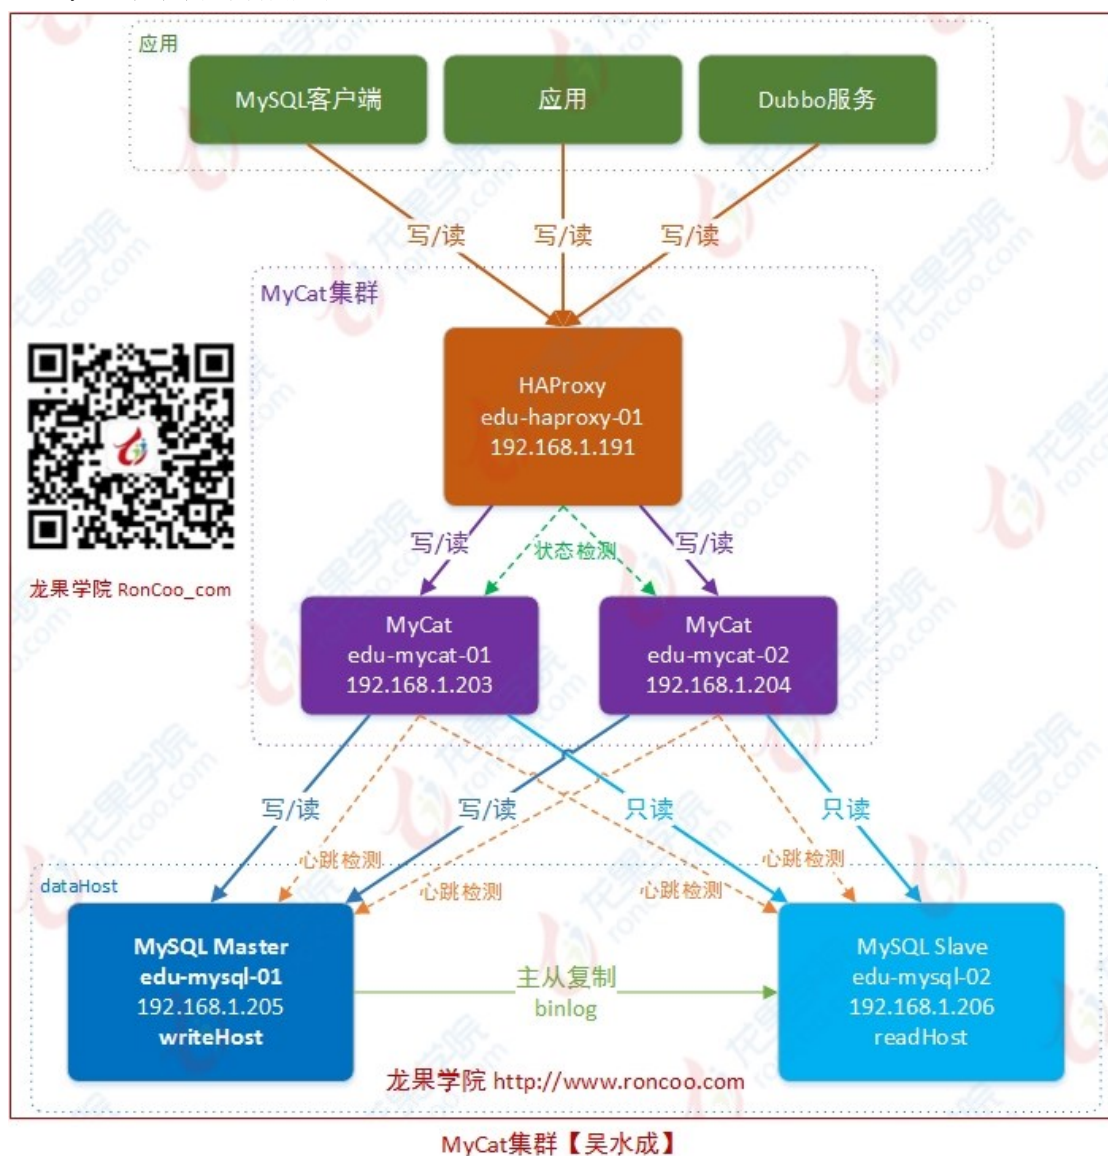 应用
MySQL客户端
应用
Dubbo服务
写/读
写/读
写/读
MyCat集群
HAProxy
edu-haproxy-01
192.168.1.191
写/读
状态检测
写/读
龙果学院 RonCoo_com
MyCat
edu-mycat-01
192.168.1.203
MyCat
edu-mycat-02
192.168.1.204
写/读
写/读
只读
只读
心跳检测
心跳检测
心跳检测
心跳检测
dataHost
MySQL Master
edu-mysql-01
192.168.1.205
writeHost
主从复制
binlog
MySQL Slave
edu-mysql-02
192.168.1.206
readHost
龙果学院 http://www.roncoo.com
MyCat集群【吴水成】
龙果学院
roncoo.com